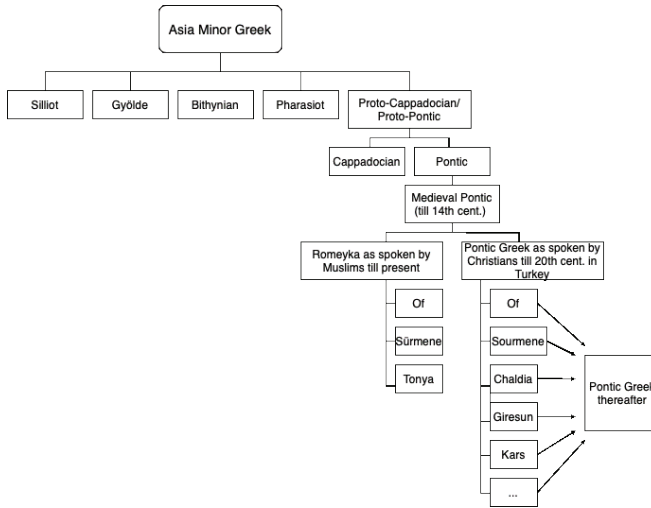 Asia Minor Greek
Silliot
Gyölde
Bithynian
Pharasiot
Proto-Cappadocian/
Proto-Pontic
Cappadocian
Pontic
Medieval Pontic
(till 14th cent.)
Romeyka as spoken by
Muslims till present
Pontic Greek as spoken by
Christians till 20th cent. in
Turkey
Of
Sürmene
Tonya
Of
Sourmene
Chaldia
Giresun
Kars
...
Pontic Greek
thereafter